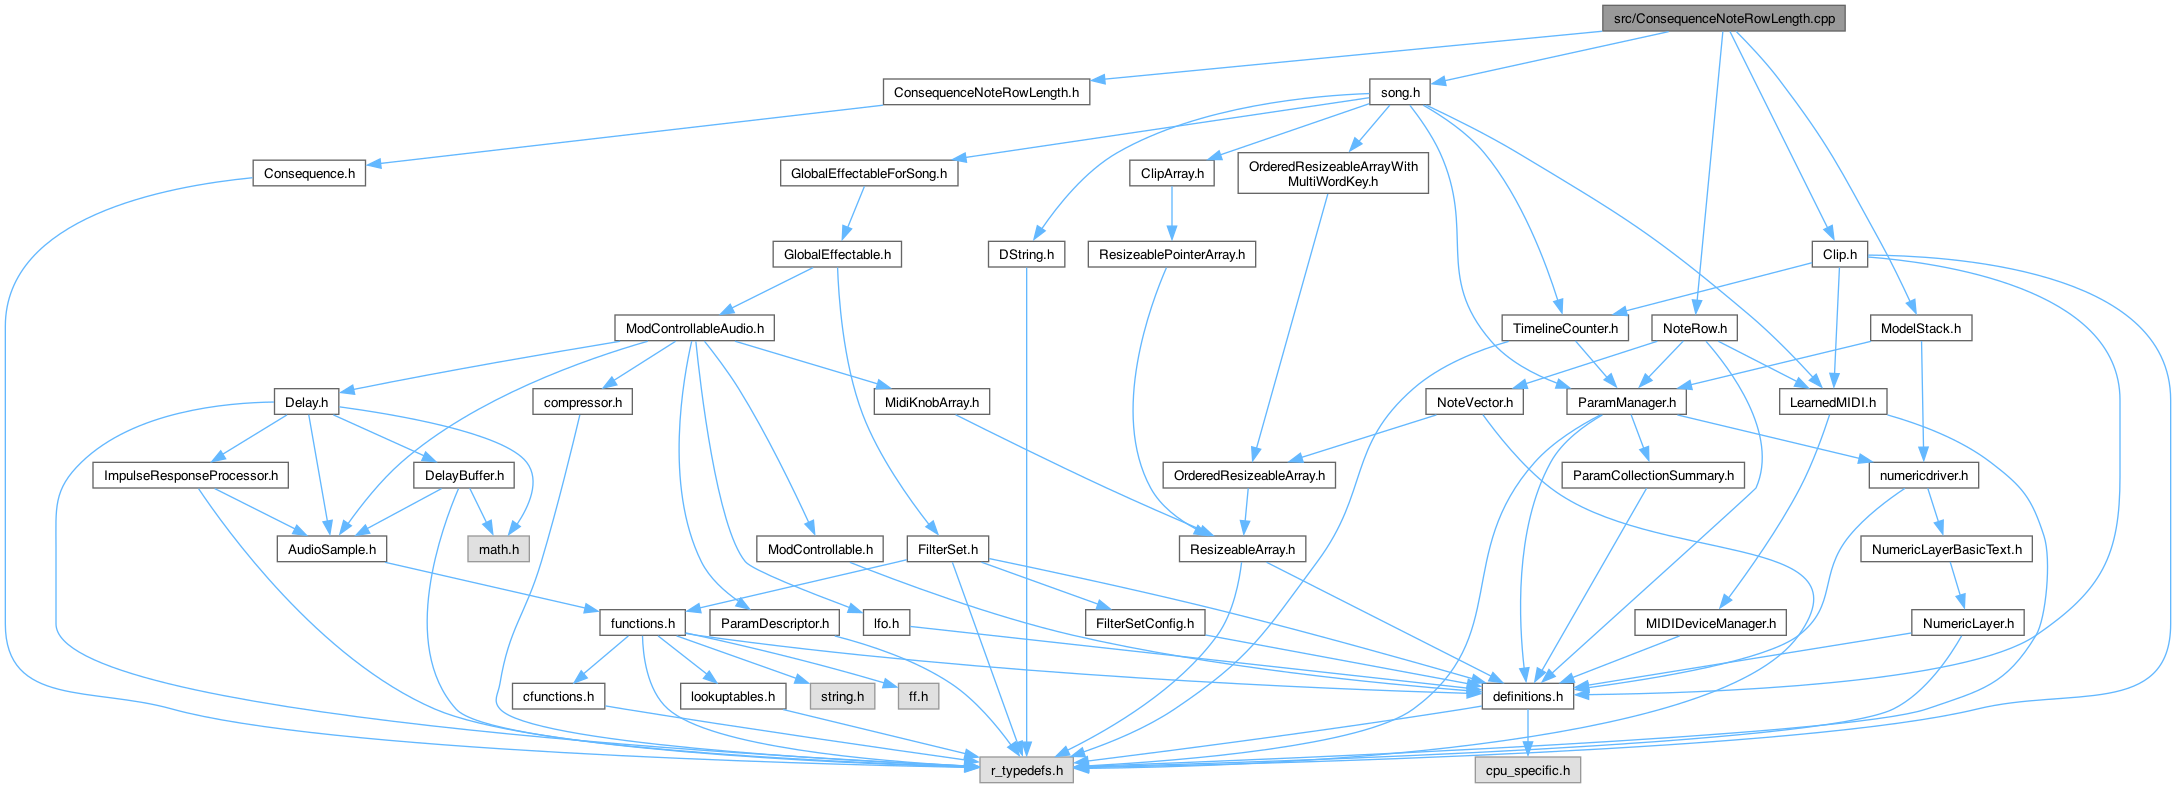 src/ConsequenceNoteRowLength.cpp
ConsequenceNoteRowLength.h
song.h
Consequence.h
GlobalEffectableForSong.h
ClipArray.h
OrderedResizeableArrayWith
MultiWordKey.h
GlobalEffectable.h
DString.h
ResizeablePointerArray.h
Clip.h
ModControllableAudio.h
TimelineCounter.h
NoteRow.h
ModelStack.h
Delay.h
compressor.h
MidiKnobArray.h
NoteVector.h
ParamManager.h
LearnedMIDI.h
ImpulseResponseProcessor.h
DelayBuffer.h
OrderedResizeableArray.h
ParamCollectionSummary.h
numericdriver.h
AudioSample.h
math.h
ModControllable.h
FilterSet.h
ResizeableArray.h
NumericLayerBasicText.h
functions.h
ParamDescriptor.h
lfo.h
FilterSetConfig.h
MIDIDeviceManager.h
NumericLayer.h
cfunctions.h
lookuptables.h
string.h
ff.h
definitions.h
r_typedefs.h
cpu_specific.h